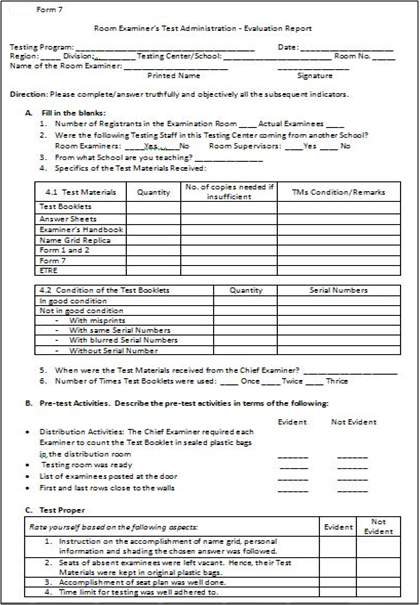 Form 7
Room Examiner's Test Administration - Evaluation Report
Testing Program: ____________________ Date: ____________________
Region: ____ Division: __________ Testing Center/School: ____________________ Room No. _____
Name of the Room Examiner: ____________________ ____________________
Printed Name Signature
Direction: Please complete/answer truthfully and objectively all the subsequent indicators.
A. Fill in the blanks:
1. Number of Registrants in the Examination Room ____ Actual Examinees ____
2. Were the following Testing Staff in this Testing Center coming from another School?
Room Examiners: ____Yes ____No Room Supervisors: ____Yes ____ No
3. From what School are you teaching? _______________
4. Specifics of the Test Materials Received:
4.1 Test Materials Quantity No. of copies needed if insufficient TMs Condition/Remarks
Test Booklets
Answer Sheets
Examiner's Handbook
Name Grid Replica
Form 1 and 2
Form 7
ETRE
4.2 Condition of the Test Booklets Quantity Serial Numbers
In good condition
Not in good condition
- With misprints
- With same Serial Numbers
- With blurred Serial Numbers
- Without Serial Number
5. When were the Test Materials received from the Chief Examiner? ____________________
6. Number of Times Test Booklets were used: ____ Once ____ Twice ____ Thrice
B. Pre-test Activities. Describe the pre-test activities in terms of the following:
Evident Not Evident
• Distribution Activities: The Chief Examiner required each
Examiner to count the Test Booklet in sealed plastic bags
in the distribution room ______ ______
• Testing room was ready ______ ______
• List of examinees posted at the door ______ ______
• First and last rows close to the walls ______ ______
C. Test Proper
Rate yourself based on the following aspects: Evident Not Evident
1. Instruction on the accomplishment of name grid, personal
information and shading the chosen answer was followed.
2. Seats of absent examinees were left vacant. Hence, their Test
Materials were kept in original plastic bags.
3. Accomplishment of seat plan was well done.
4. Time limit for testing was well adhered to.